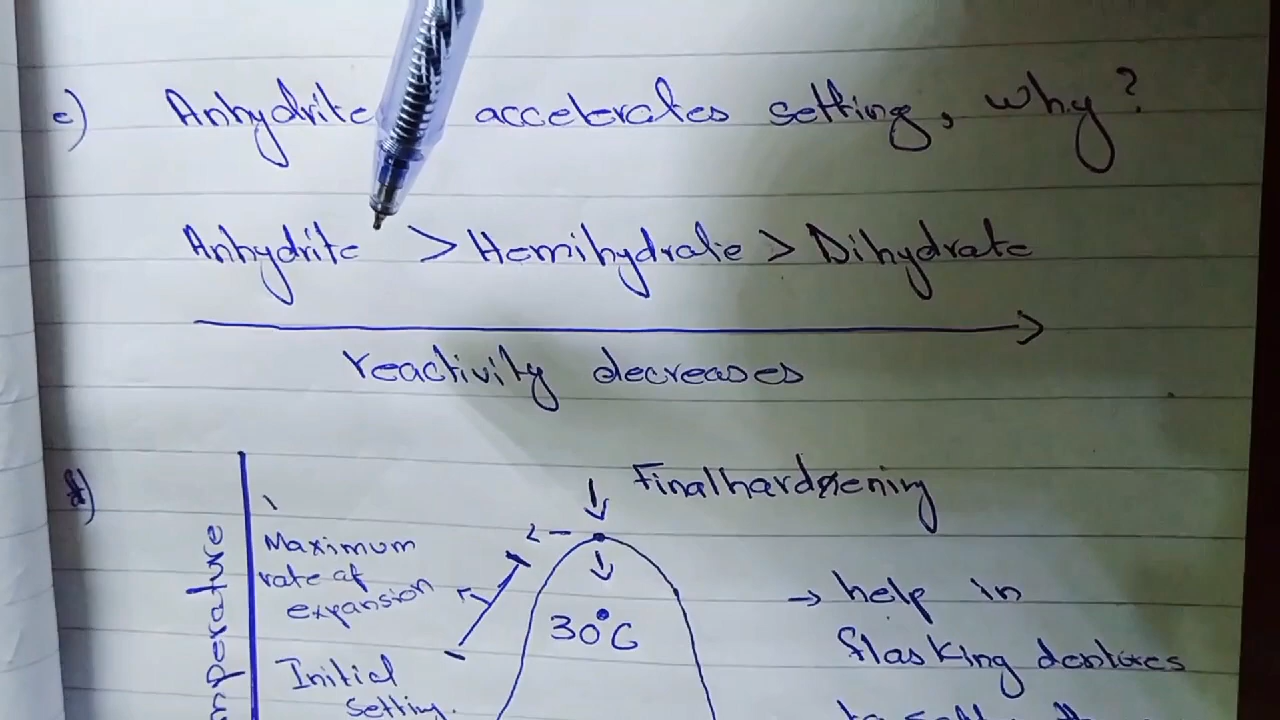 c) Anhydrite accelerates setting, why?
Anhydrite > Hemihydrate > Dihydrate
reactivity decreases
Final hardening
Maximum
rate of
expansion
2-
30°C
Initial
setting.
→ help in
flasking dentures